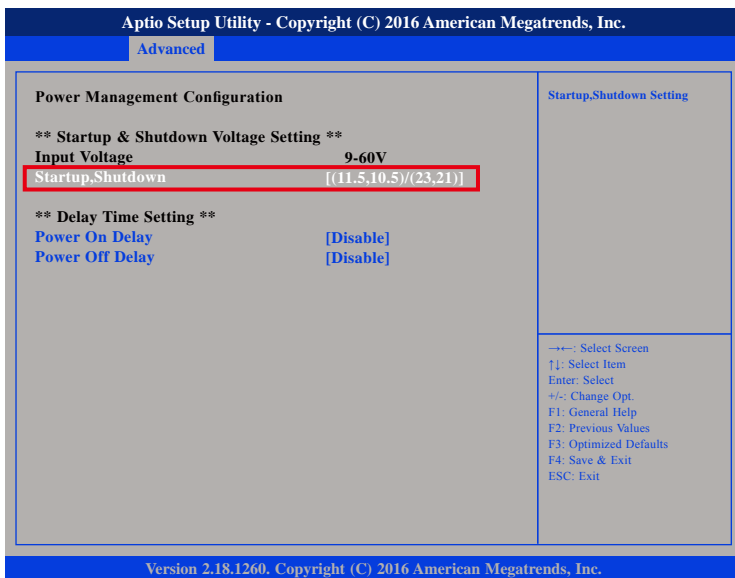 Aptio Setup Utility - Copyright (C) 2016 American Megatrends, Inc.
Advanced
Power Management Configuration
** Startup & Shutdown Voltage Setting **
Input Voltage 9-60V
Startup,Shutdown [(11.5,10.5)/(23,21)]
** Delay Time Setting **
Power On Delay [Disable]
Power Off Delay [Disable]
Startup,Shutdown Setting
→←: Select Screen
↑↓: Select Item
Enter: Select
+/-: Change Opt.
F1: General Help
F2: Previous Values
F3: Optimized Defaults
F4: Save & Exit
ESC: Exit
Version 2.18.1260. Copyright (C) 2016 American Megatrends, Inc.